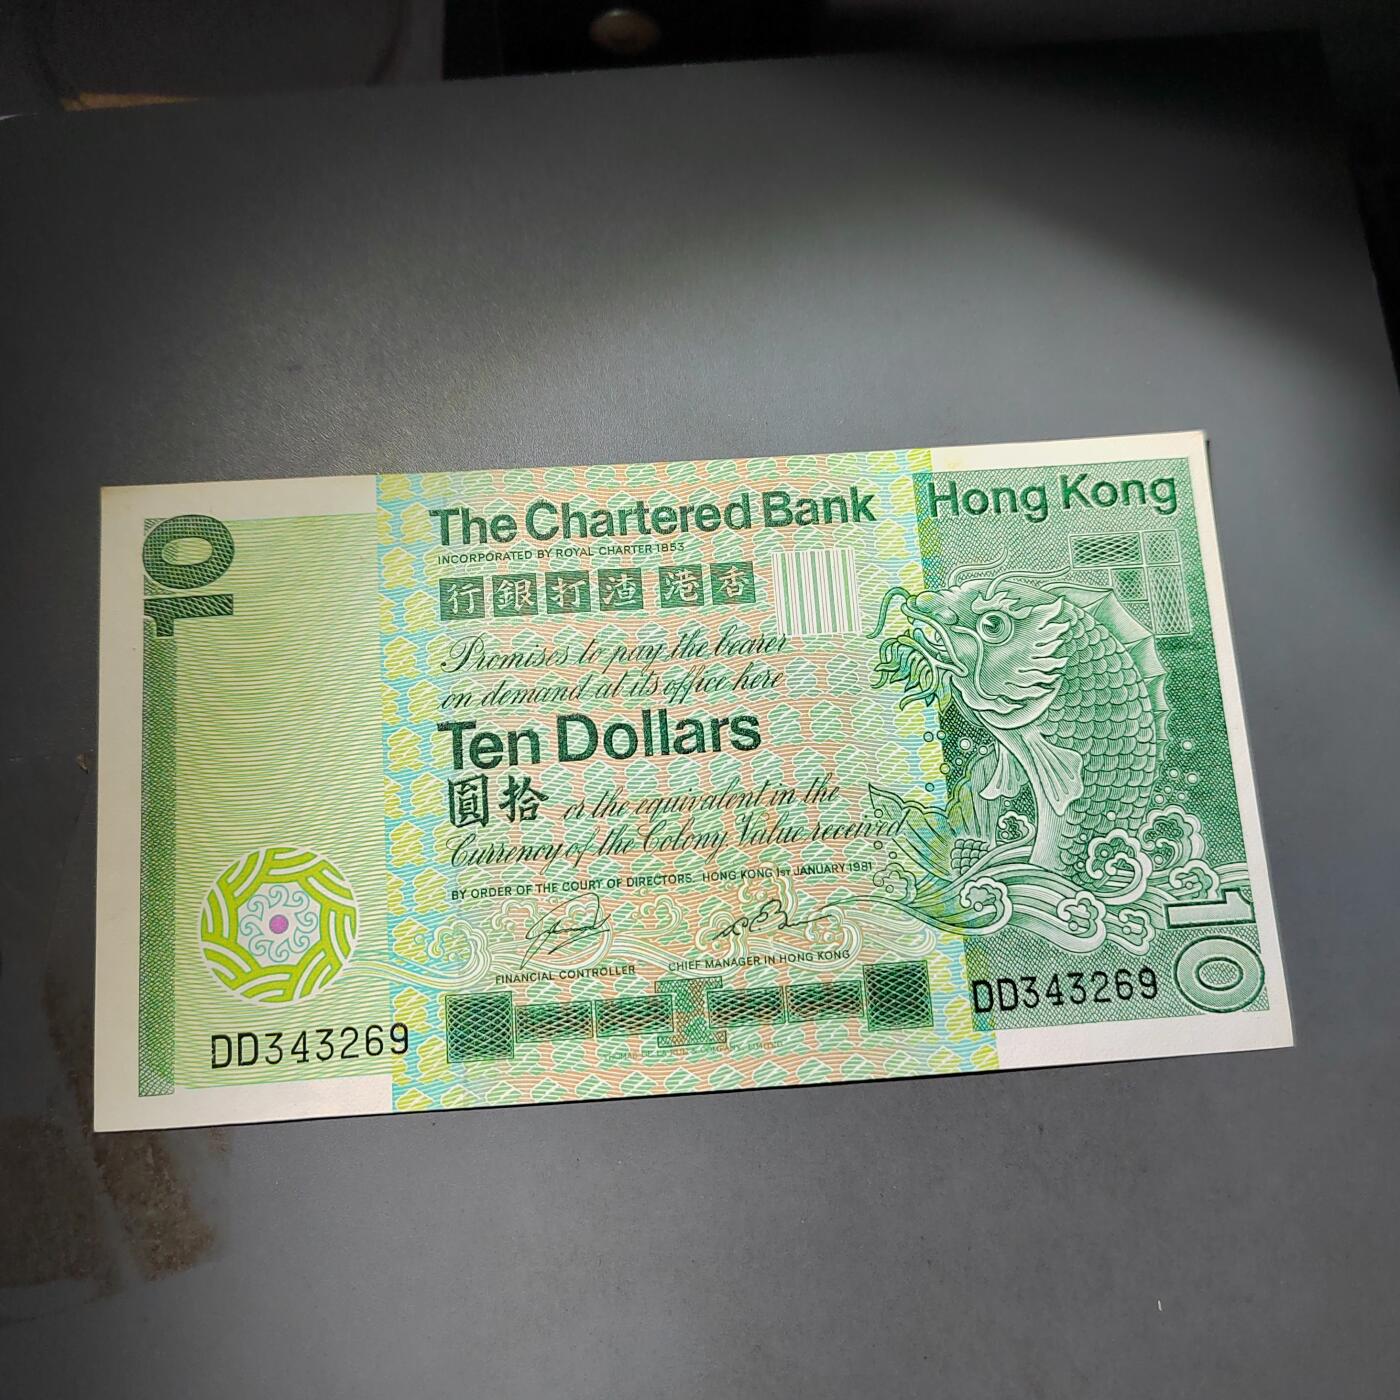 10
The Chartered Bank
Hong Kong
INCORPORATED BY ROYAL CHARTER 1853
行銀打渣 港香
Promises to pay the bearer
on demand at its office here
Ten Dollars
圓拾 or the equivalent in the
Currency of the Colony Value received
BY ORDER OF THE COURT OF DIRECTORS. HONG KONG 1ST JANUARY 1981
FINANCIAL CONTROLLER
CHIEF MANAGER IN HONG KONG
DD343269
DD343269
10